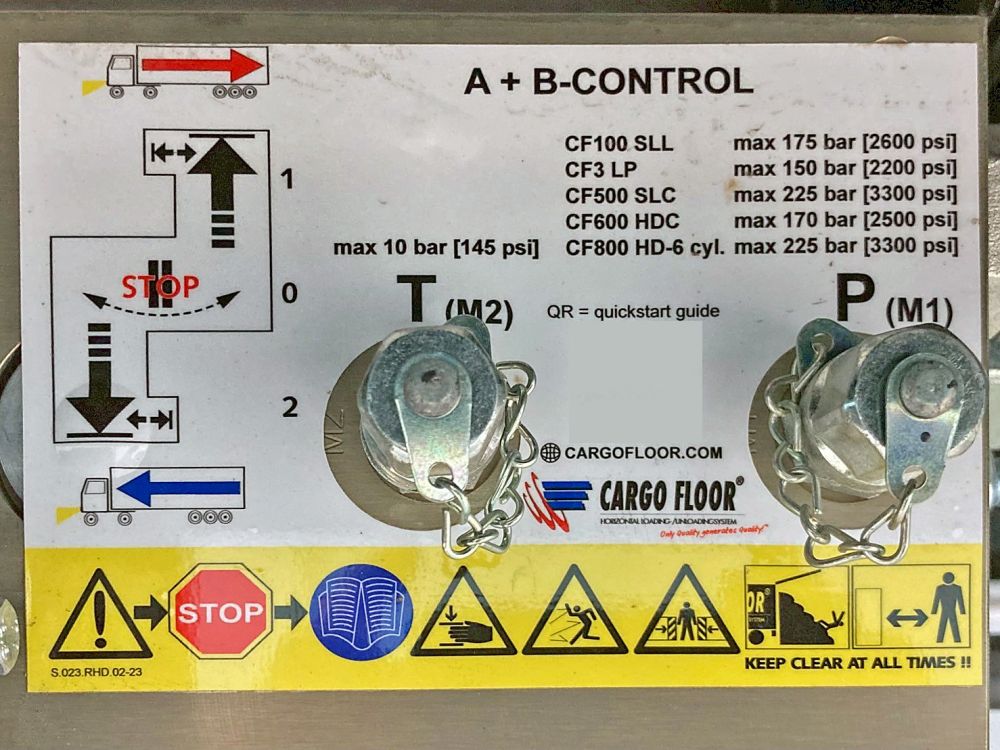 A + B-CONTROL
CF100 SLL max 175 bar [2600 psi]
CF3 LP max 150 bar [2200 psi]
CF500 SLC max 225 bar [3300 psi]
CF600 HDC max 170 bar [2500 psi]
max 10 bar [145 psi] CF800 HD-6 cyl. max 225 bar [3300 psi]
1
STOP
0
2
T (M2)
QR = quickstart guide
P (M1)
M2
CARGOFLOOR.COM
CARGO FLOOR®
HORIZONTAL LOADING-/UNLOADINGSYSTEM
Only Quality generates Quality!™
STOP
OR®
SYSTEM
KEEP CLEAR AT ALL TIMES !!
S.023.RHD.02-23